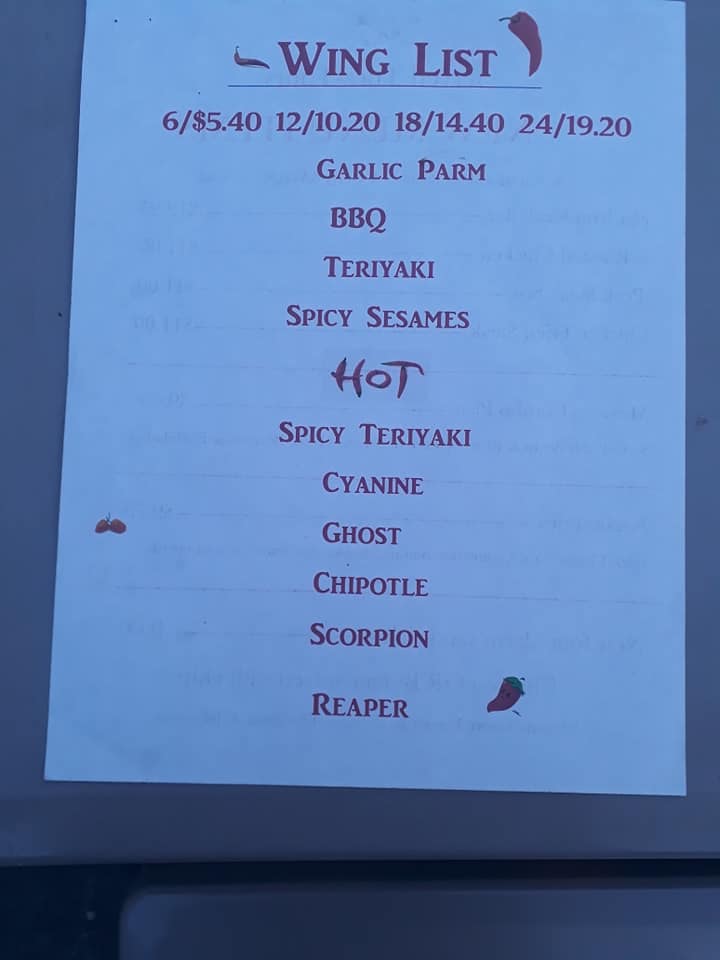 Wing List
6/$5.40 12/10.20 18/14.40 24/19.20
Garlic Parm
BBQ
Teriyaki
Spicy Sesames
HOT
Spicy Teriyaki
Cyanine
Ghost
Chipotle
Scorpion
Reaper